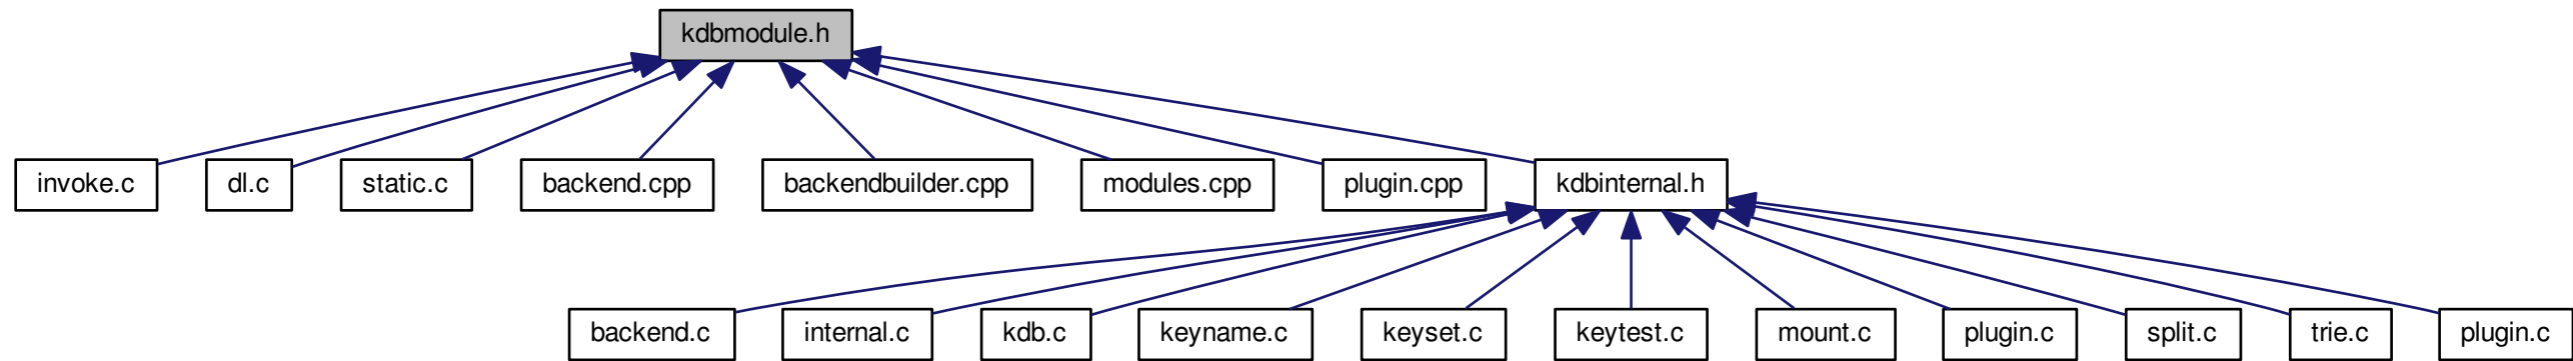 kdbmodule.h
invoke.c
dl.c
static.c
backend.cpp
backendbuilder.cpp
modules.cpp
plugin.cpp
kdbinternal.h
backend.c
internal.c
kdb.c
keyname.c
keyset.c
keytest.c
mount.c
plugin.c
split.c
trie.c
plugin.c